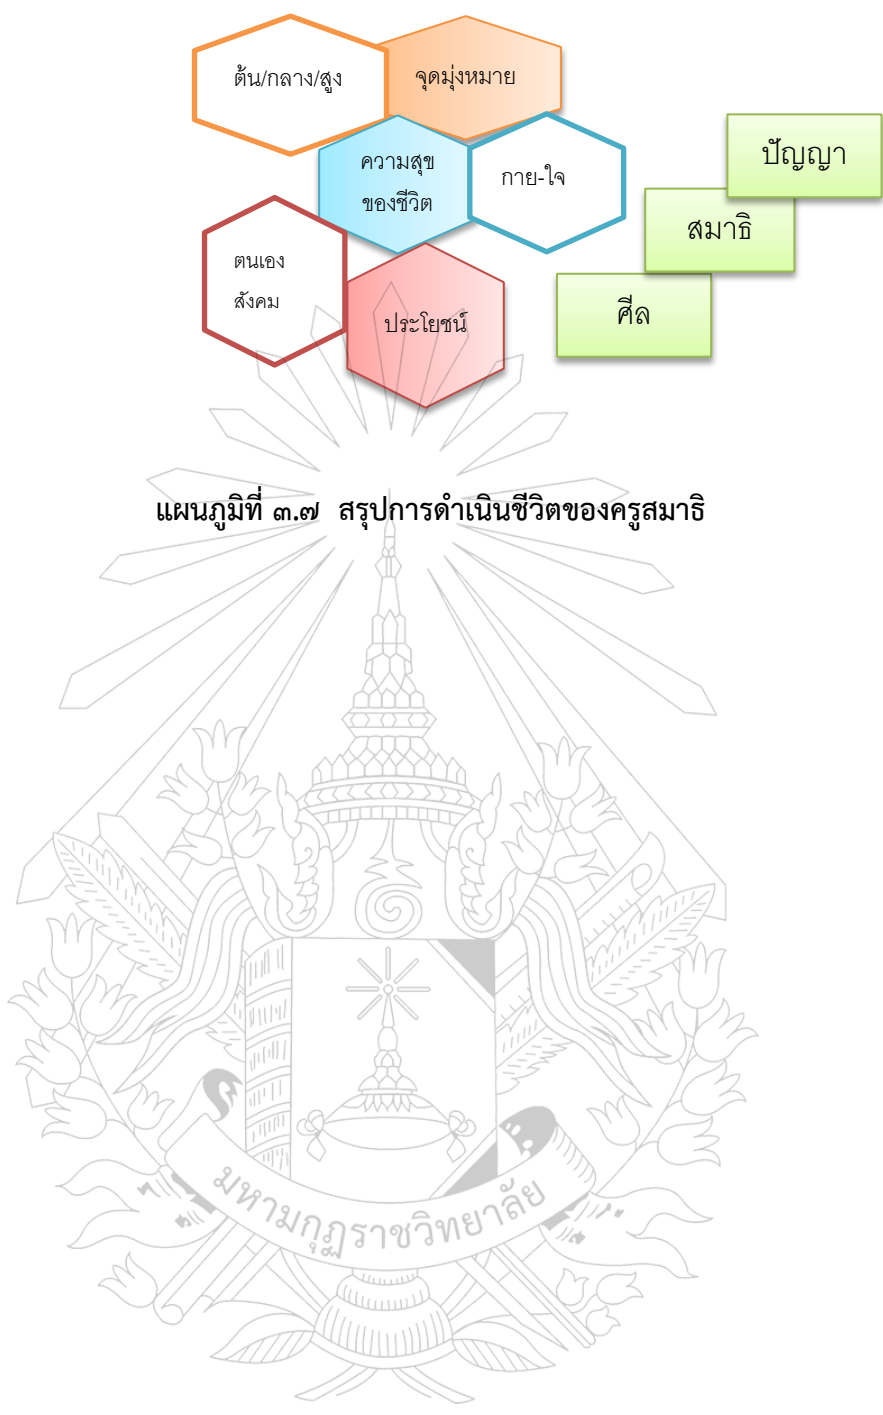 ต้น/กลาง/สูง
จุดมุ่งหมาย
ความสุข
ของชีวิต
กาย-ใจ
ตนเอง
สังคม
ประโยชน์
ปัญญา
สมาธิ
ศีล
แผนภูมิที่ ๓.๗ สรุปการดำเนินชีวิตของครูสมาธิ
มหามกุฏราชวิทยาลัย